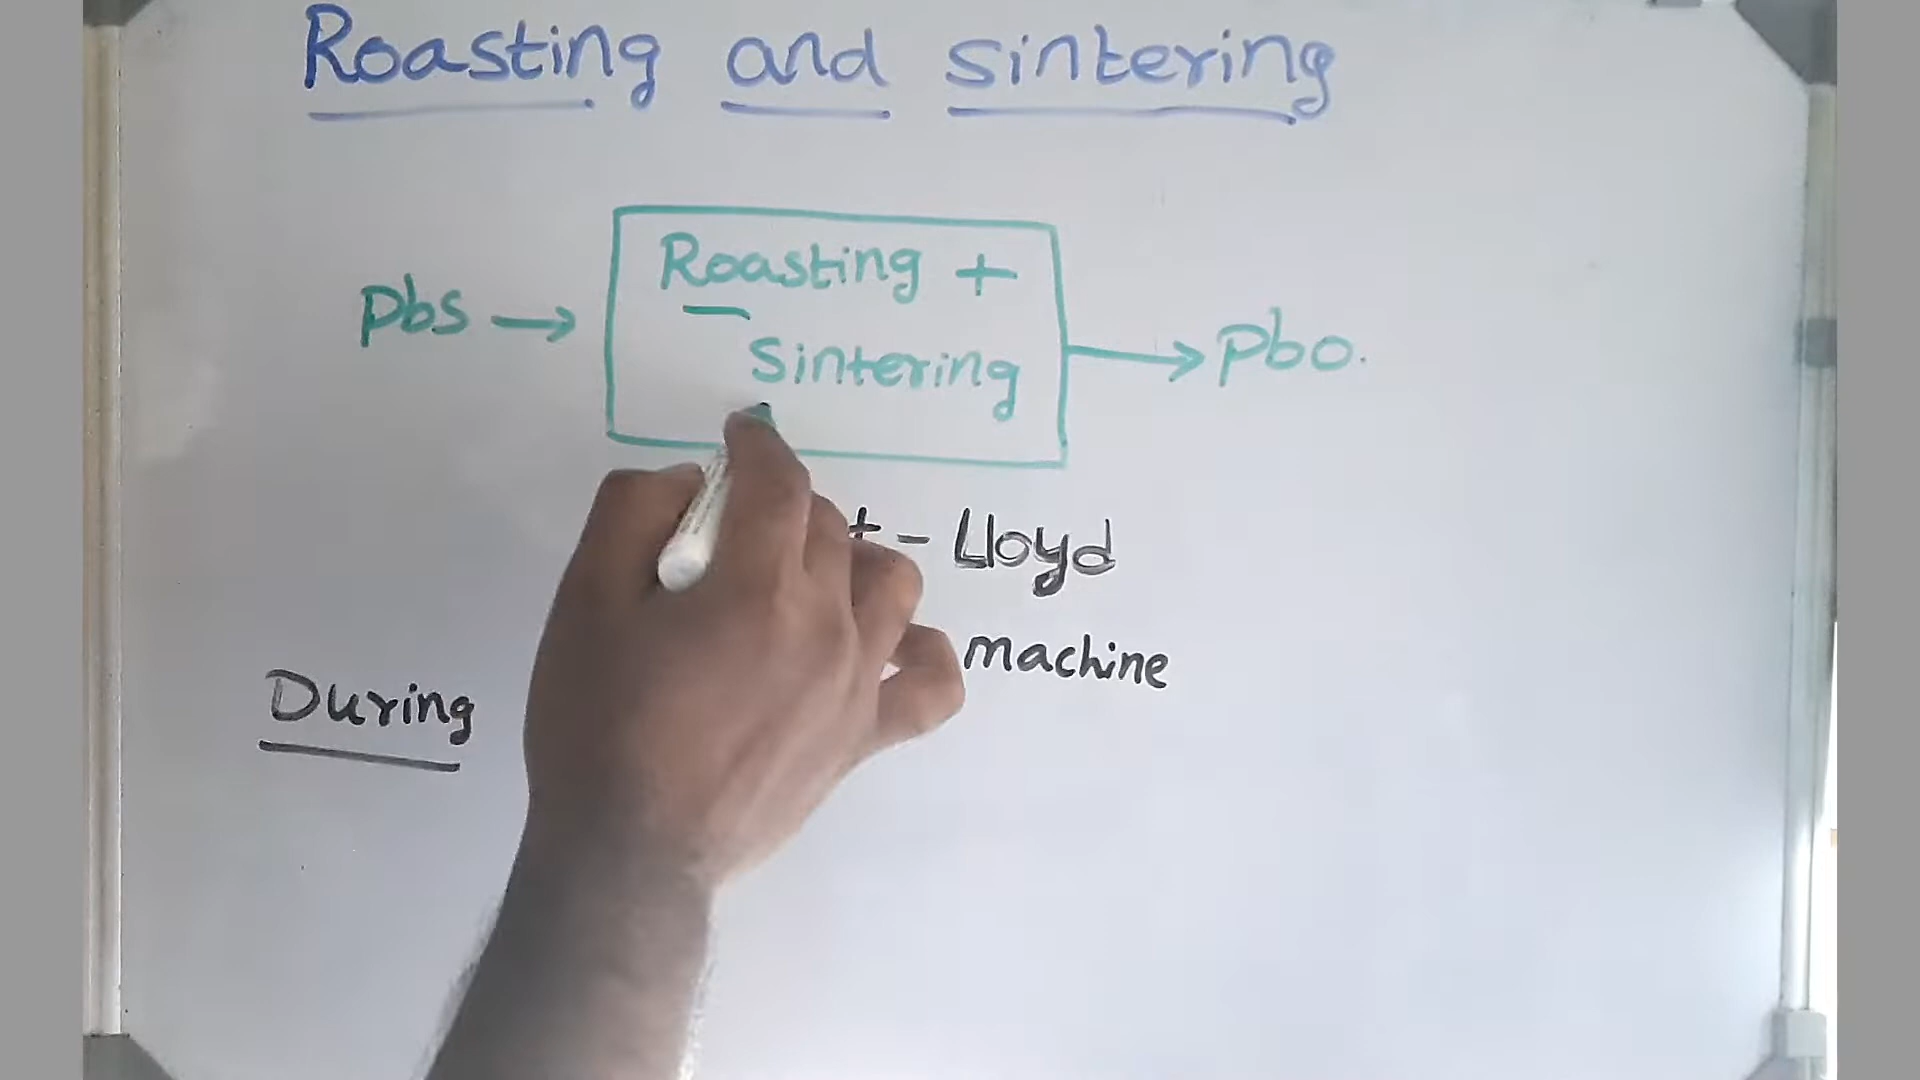 Roasting and sintering
Roasting +
PbS → → Pbo.
Sintering
- Lloyd
machine
During